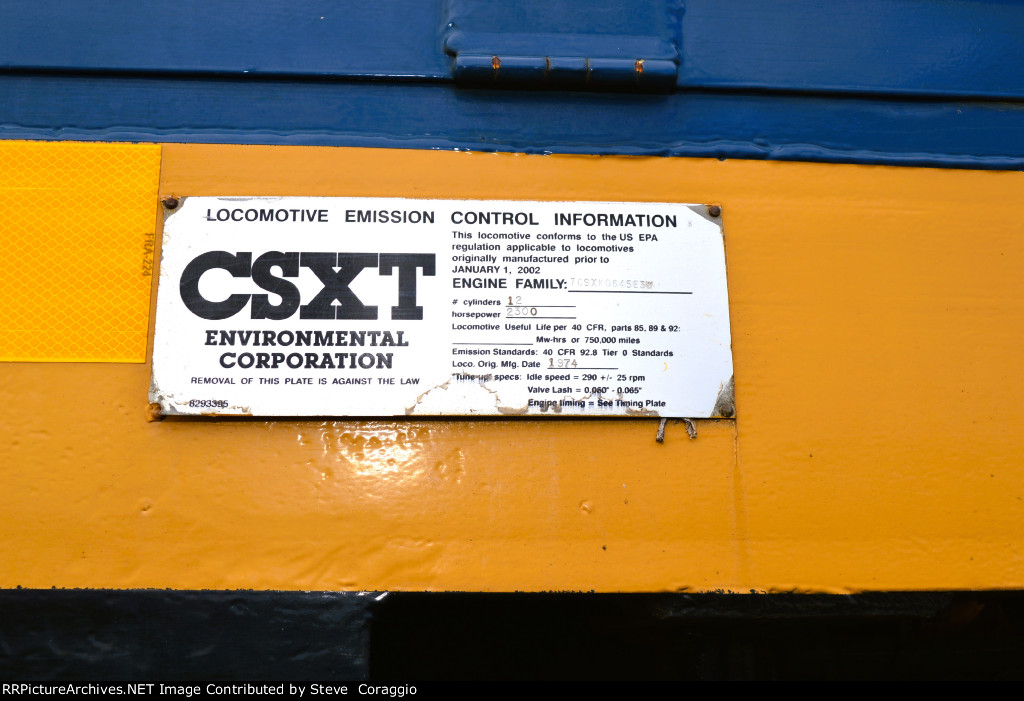 FRA-224
LOCOMOTIVE EMISSION CONTROL INFORMATION
CSXT
ENVIRONMENTAL
CORPORATION
REMOVAL OF THIS PLATE IS AGAINST THE LAW
8293395
This locomotive conforms to the US EPA
regulation applicable to locomotives
originally manufactured prior to
JANUARY 1, 2002
ENGINE FAMILY:
# cylinders 12
horsepower 2300
Locomotive Useful Life per 40 CFR, parts 85, 89 & 92:
Mw-hrs or 750,000 miles
Emission Standards: 40 CFR 92.8 Tier 0 Standards
Loco. Orig. Mfg. Date 1974
Tune-up specs: Idle speed = 290 +/- 25 rpm
Valve Lash = 0.060" - 0.065"
Engine timing = See Timing Plate
RRPictureArchives.NET Image Contributed by Steve Coraggio